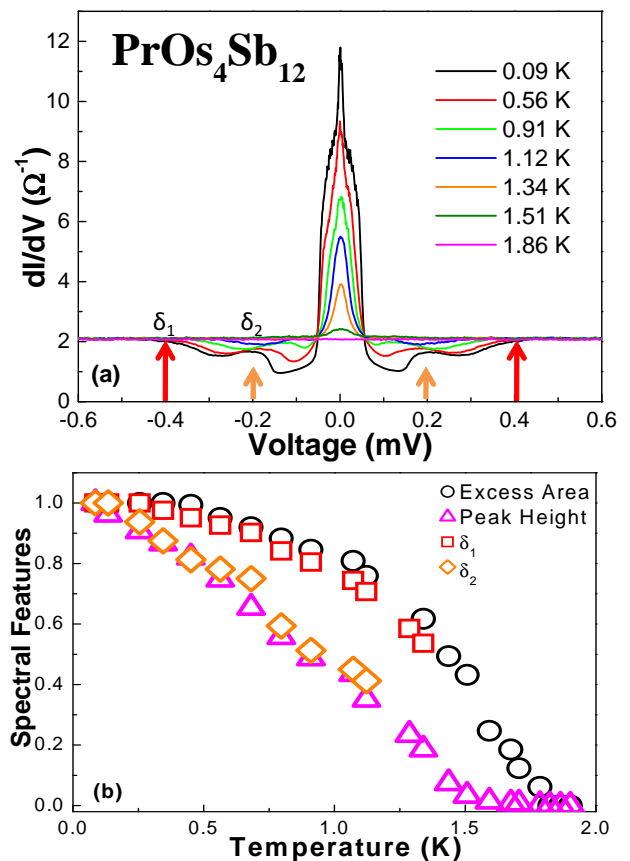 PrOs₄Sb₁₂
12
10
8
6
4
2
0
dI/dV (Ω⁻¹)
0.09 K
0.56 K
0.91 K
1.12 K
1.34 K
1.51 K
1.86 K
δ₁ δ₂
(a)
-0.6 -0.4 -0.2 0.0 0.2 0.4 0.6
Voltage (mV)
1.0
0.8
0.6
0.4
0.2
0.0
Spectral Features
Excess Area
Peak Height
δ₁
δ₂
(b)
0.0 0.5 1.0 1.5 2.0
Temperature (K)